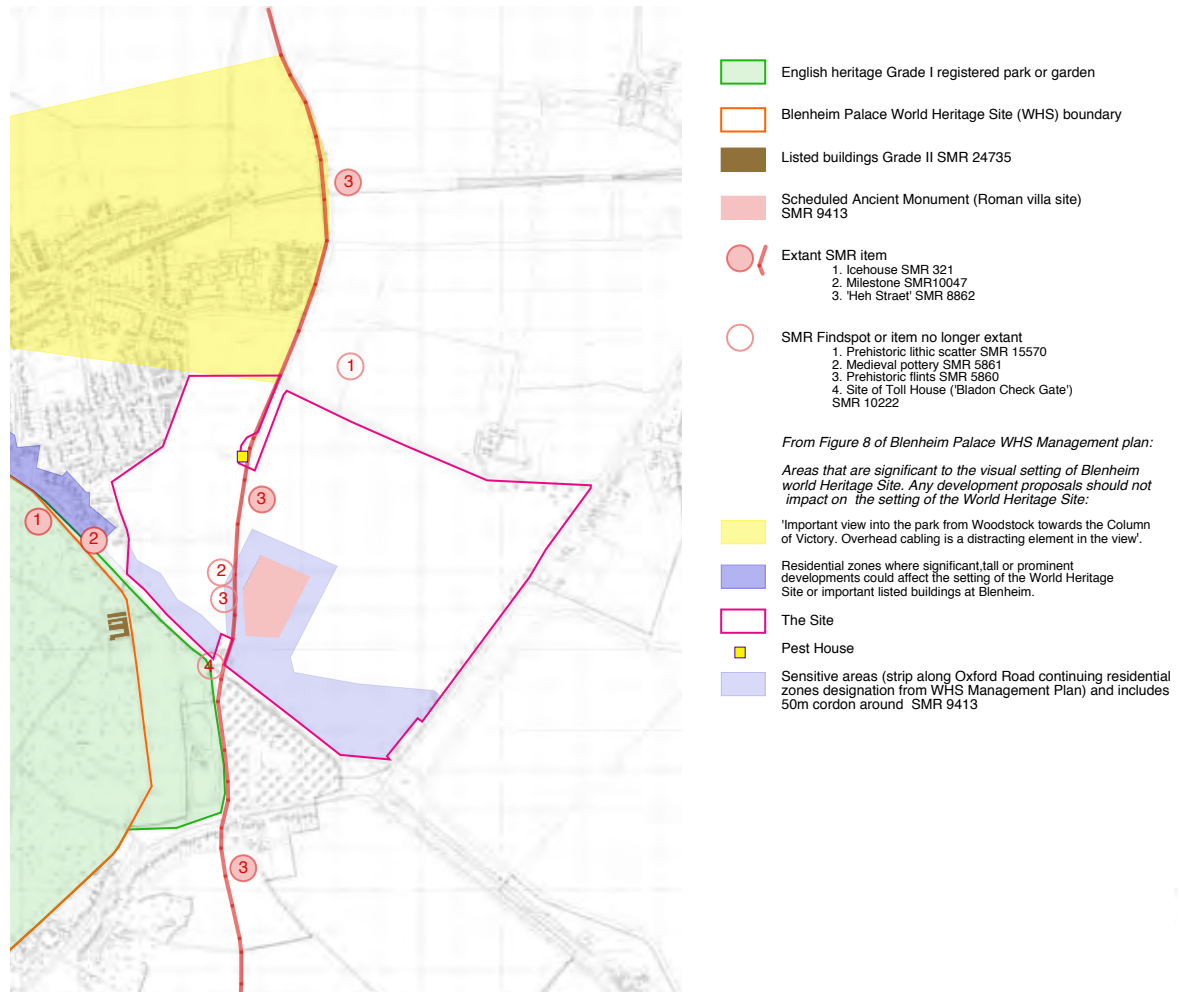 3
1
3
1
2
2
3
4
3
English heritage Grade I registered park or garden
Blenheim Palace World Heritage Site (WHS) boundary
Listed buildings Grade II SMR 24735
Scheduled Ancient Monument (Roman villa site)
SMR 9413
Extant SMR item
1. Icehouse SMR 321
2. Milestone SMR10047
3. 'Heh Straet' SMR 8862
SMR Findspot or item no longer extant
1. Prehistoric lithic scatter SMR 15570
2. Medieval pottery SMR 5861
3. Prehistoric flints SMR 5860
4. Site of Toll House ('Bladon Check Gate')
SMR 10222
From Figure 8 of Blenheim Palace WHS Management plan:
Areas that are significant to the visual setting of Blenheim
world Heritage Site. Any development proposals should not
impact on the setting of the World Heritage Site:
'Important view into the park from Woodstock towards the Column
of Victory. Overhead cabling is a distracting element in the view'.
Residential zones where significant,tall or prominent
developments could affect the setting of the World Heritage
Site or important listed buildings at Blenheim.
The Site
Pest House
Sensitive areas (strip along Oxford Road continuing residential
zones designation from WHS Management Plan) and includes
50m cordon around SMR 9413